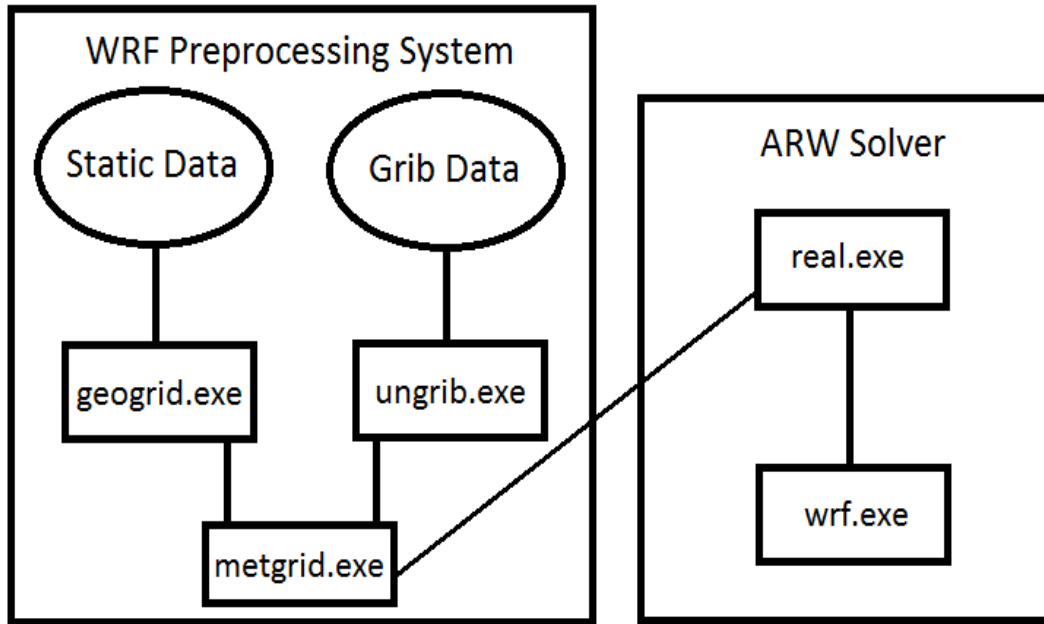 WRF Preprocessing System
Static Data
Grib Data
geogrid.exe
ungrib.exe
metgrid.exe
ARW Solver
real.exe
wrf.exe